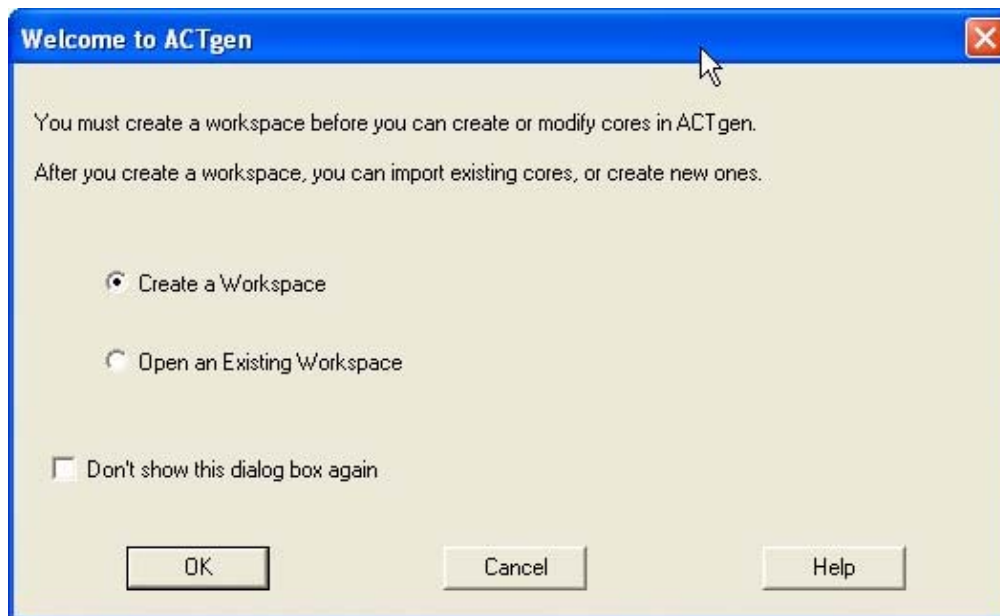 Welcome to ACTgen
You must create a workspace before you can create or modify cores in ACTgen.
After you create a workspace, you can import existing cores, or create new ones.
Create a Workspace
Open an Existing Workspace
Don't show this dialog box again
OK Cancel Help